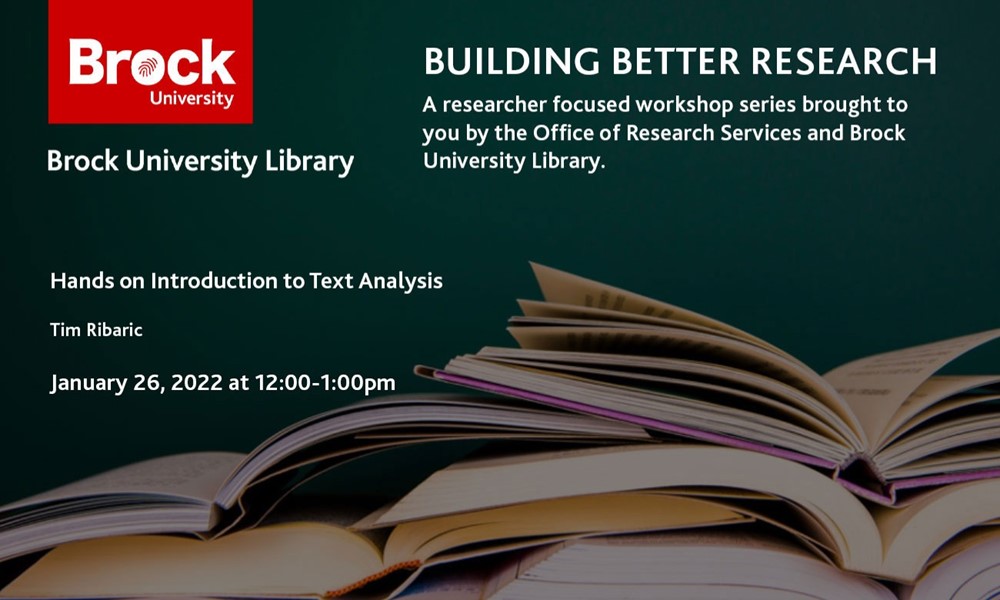 Brock
University
Brock University Library
BUILDING BETTER RESEARCH
A researcher focused workshop series brought to
you by the Office of Research Services and Brock
University Library.
Hands on Introduction to Text Analysis
Tim Ribaric
January 26, 2022 at 12:00-1:00pm